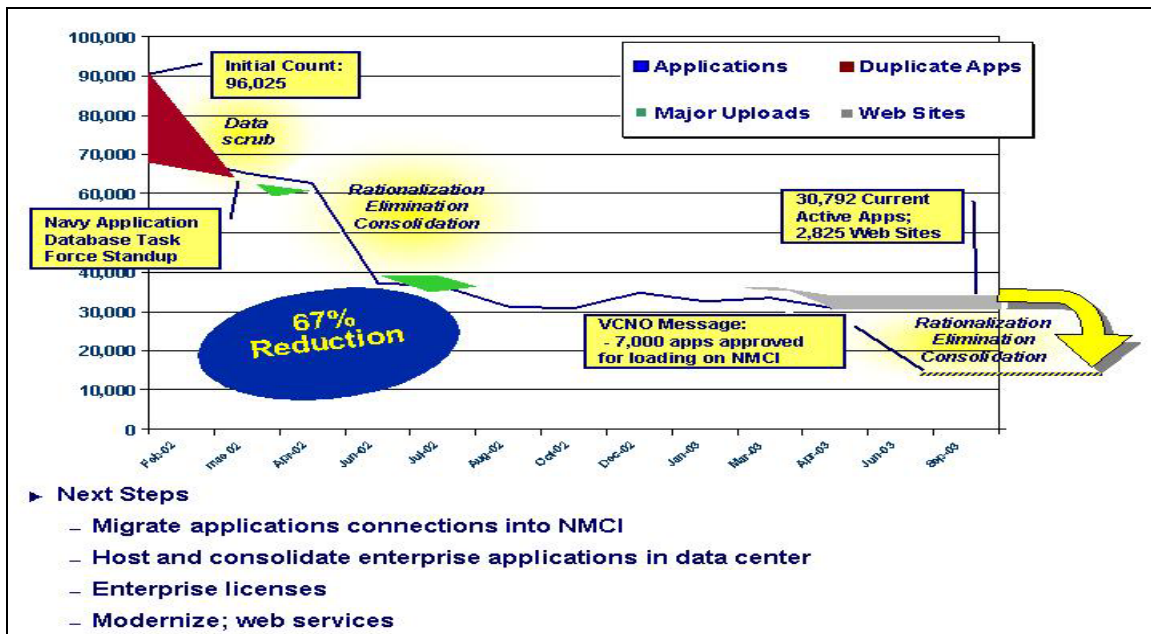 100,000
90,000
80,000
70,000
60,000
40,000
30,000
20,000
10,000
0
Initial Count:
96,025
Data
scrub
Applications
Duplicate Apps
Major Uploads
Web Sites
Rationalization
Elimination
Consolidation
30,792 Current
Active Apps;
2,825 Web Sites
Navy Application
Database Task
Force Standup
67%
Reduction
VCNO Message:
- 7,000 apps approved
for loading on NMCI
Rationalization
Elimination
Consolidation
Feb-02
Apr-02
Jun-02
Jul-02
Aug-02
Oct-02
Dec-02
Jan-03
Mar-03
Apr-03
Jun-03
Sep-03
► Next Steps
– Migrate applications connections into NMCI
– Host and consolidate enterprise applications in data center
– Enterprise licenses
– Modernize; web services